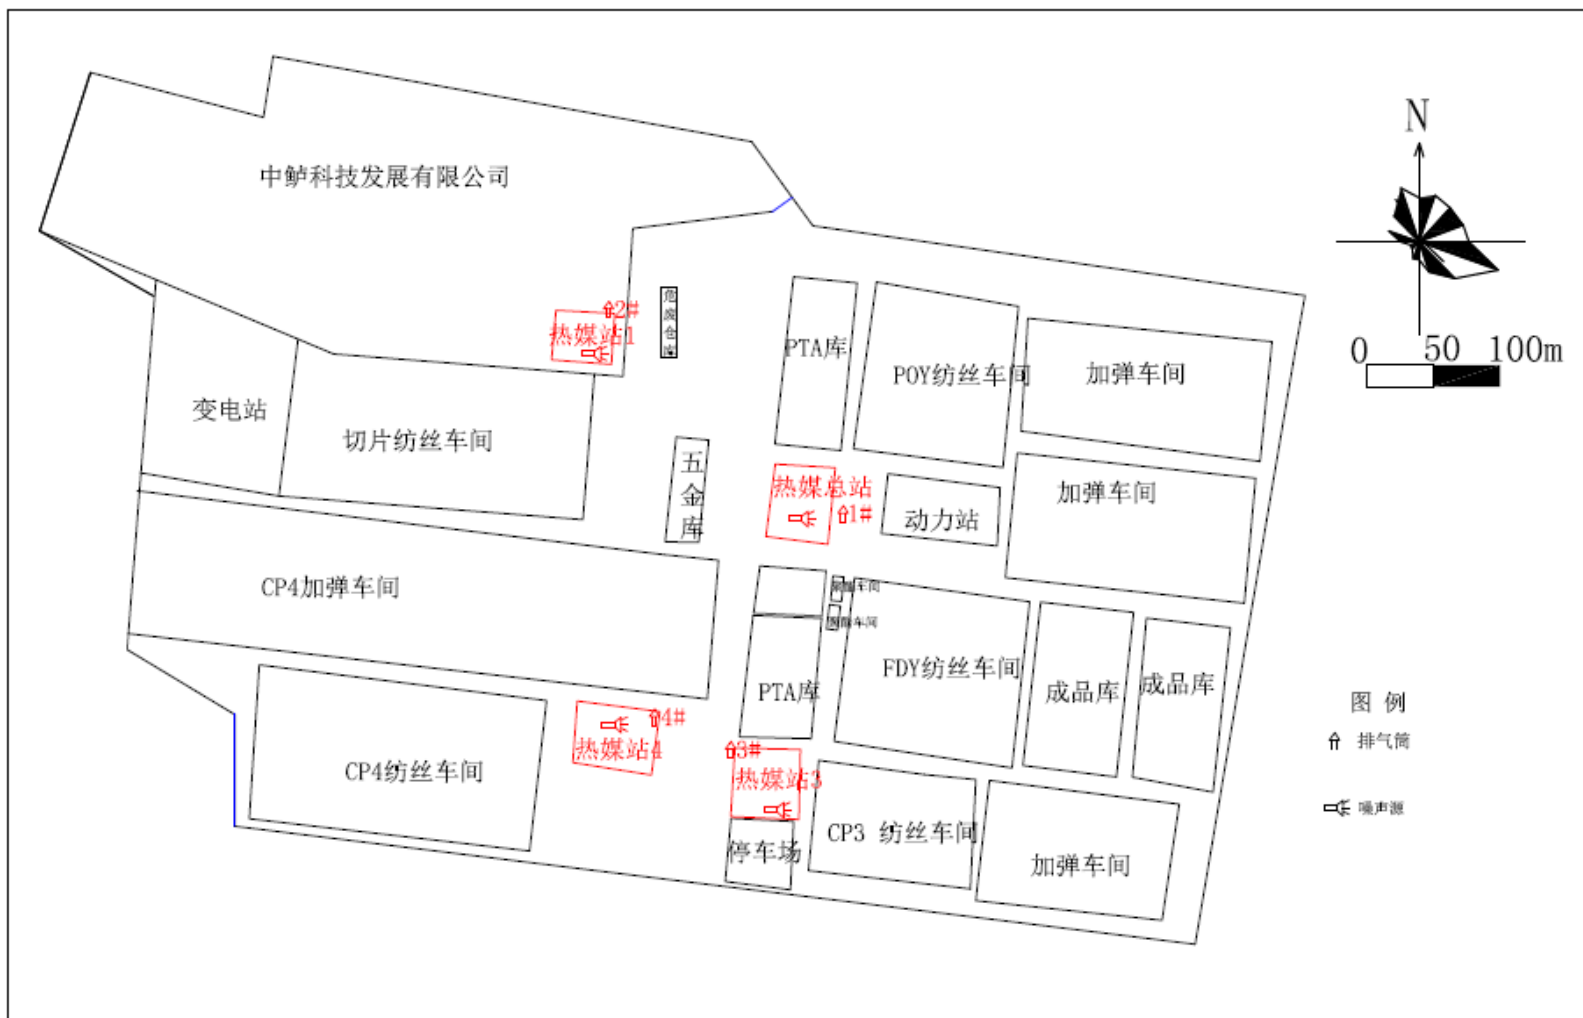 中鲈科技发展有限公司
N
0 50 100m
危废仓库
2#
热媒站1
PTA库
POY纺丝车间
加弹车间
变电站
切片纺丝车间
五金库
热媒总站
1#
动力站
加弹车间
CP4加弹车间
FDY纺丝车间
PTA库
成品库
成品库
4#
热媒站4
3#
热媒站3
CP4纺丝车间
停车场
CP3 纺丝车间
加弹车间
图 例
排气筒
噪声源